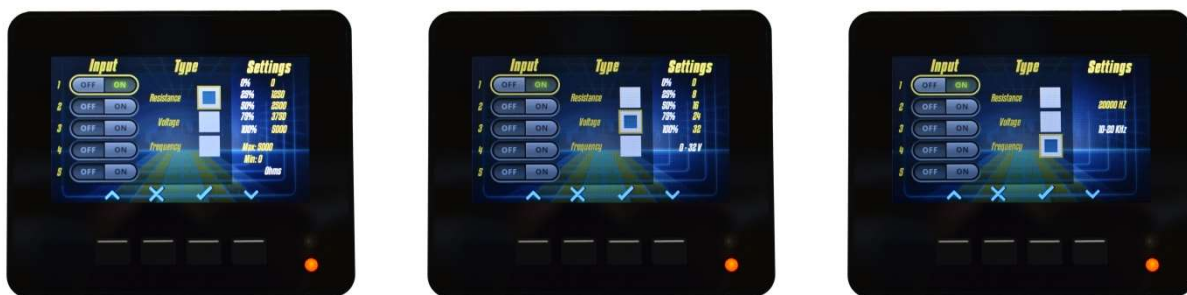 Input Type Settings
1 OFF ON
2 OFF ON
3 OFF ON
4 OFF ON
5 OFF ON
Resistance
Voltage
Frequency
0% 0
25% 1250
50% 2500
75% 3750
100% 5000
Max: 5000
Min: 0
Ohms
Input Type Settings
1 OFF ON
2 OFF ON
3 OFF ON
4 OFF ON
5 OFF ON
Resistance
Voltage
Frequency
0% 0
25% 8
50% 16
75% 24
100% 32
0-32 V
Input Type Settings
1 OFF ON
2 OFF ON
3 OFF ON
4 OFF ON
5 OFF ON
Resistance
Voltage
Frequency
20000 HZ
10-20 KHz